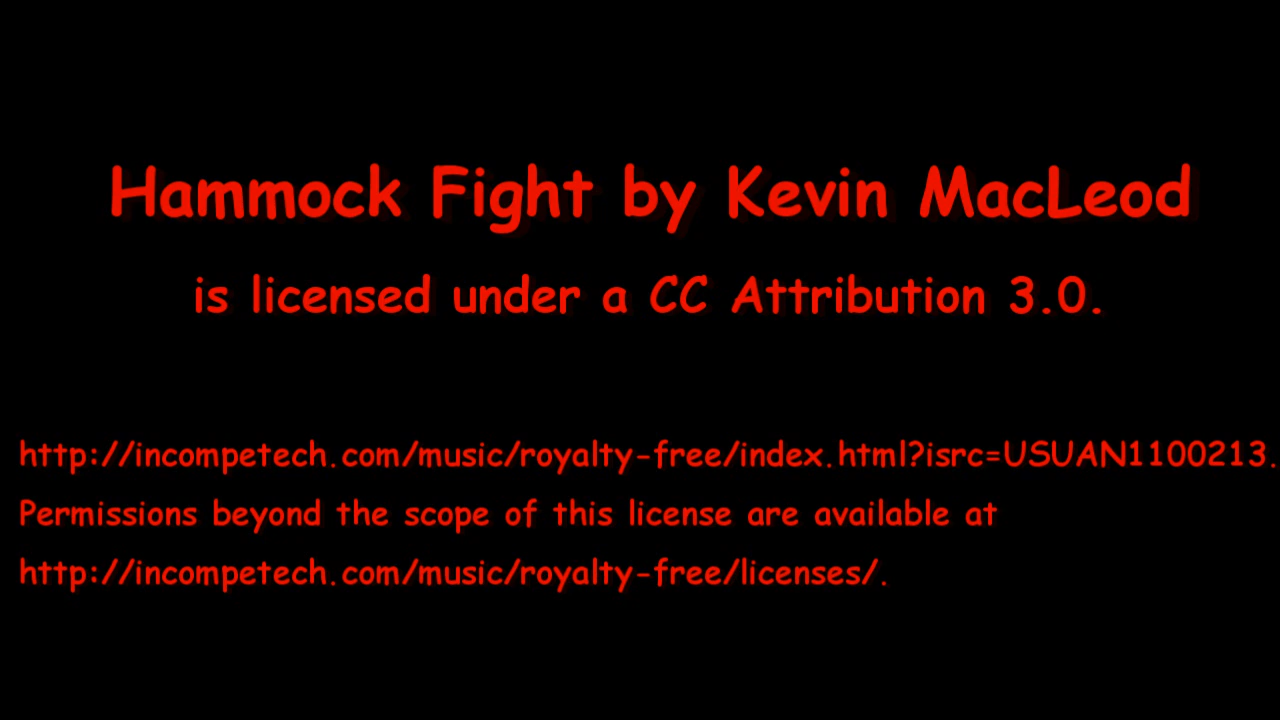 Hammock Fight by Kevin MacLeod
is licensed under a CC Attribution 3.0.
http://incompetech.com/music/royalty-free/index.html?isrc=USUAN1100213.
Permissions beyond the scope of this license are available at
http://incompetech.com/music/royalty-free/licenses/.